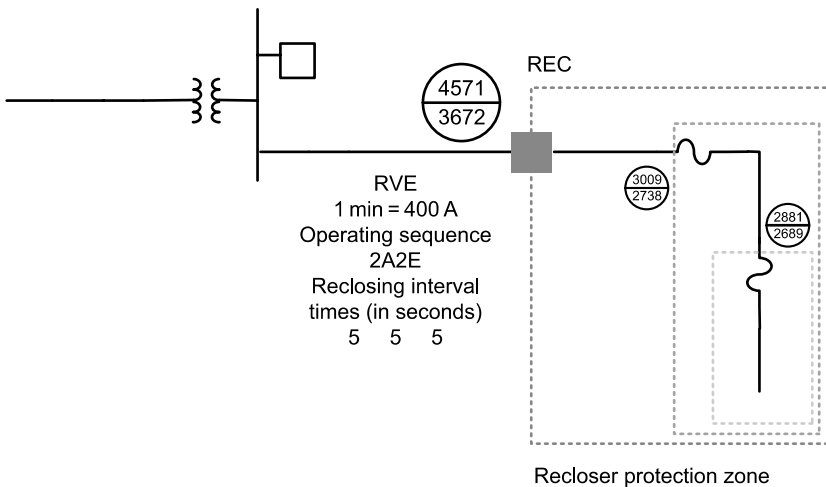 REC
4571
3672
3009
2738
2881
2689
RVE
1 min = 400 A
Operating sequence
2A2E
Reclosing interval
times (in seconds)
5 5 5
Recloser protection zone